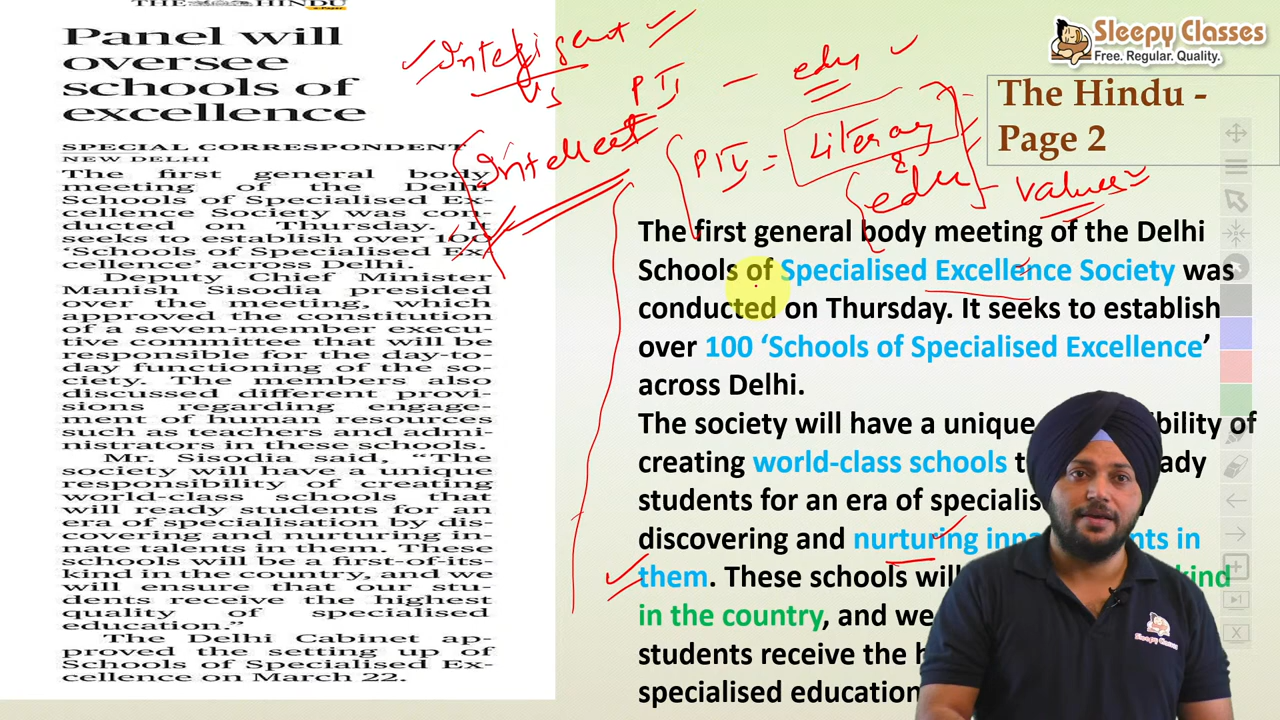 THE HINDU
e-Paper
Panel will
oversee
schools of
excellence
SPECIAL CORRESPONDENT
NEW DELHI
The first general body
meeting of the Delhi
Schools of Specialised Ex-
cellence Society was con-
ducted on Thursday. It
seeks to establish over 100
‘Schools of Specialised Ex-
cellence’ across Delhi.
Deputy Chief Minister
Manish Sisodia presided
over the meeting, which
approved the constitution
of a seven-member execu-
tive committee that will be
responsible for the day-to-
day functioning of the so-
ciety. The members also
discussed different provi-
sions regarding engage-
ment of human resources
such as teachers and admi-
nistrators in these schools.
Mr. Sisodia said, “The
society will have a unique
responsibility of creating
world-class schools that
will ready students for an
era of specialisation by dis-
covering and nurturing in-
nate talents in them. These
schools will be a first-of-its-
kind in the country, and we
will ensure that our stu-
dents receive the highest
quality of specialised
education.”
The Delhi Cabinet ap-
proved the setting up of
Schools of Specialised Ex-
cellence on March 22.
Intelligent
vs
Intellect
edu
Literacy
&
edu
values
Sleepy Classes
Free. Regular. Quality.
The Hindu -
Page 2
The first general body meeting of the Delhi
Schools of Specialised Excellence Society was
conducted on Thursday. It seeks to establish
over 100 ‘Schools of Specialised Excellence’
across Delhi.
The society will have a unique bility of
creating world-class schools t ady
students for an era of specialis
discovering and nurturing inna nts in
them. These schools will kind
in the country, and we
students receive the h
specialised education
Sleepy Classes